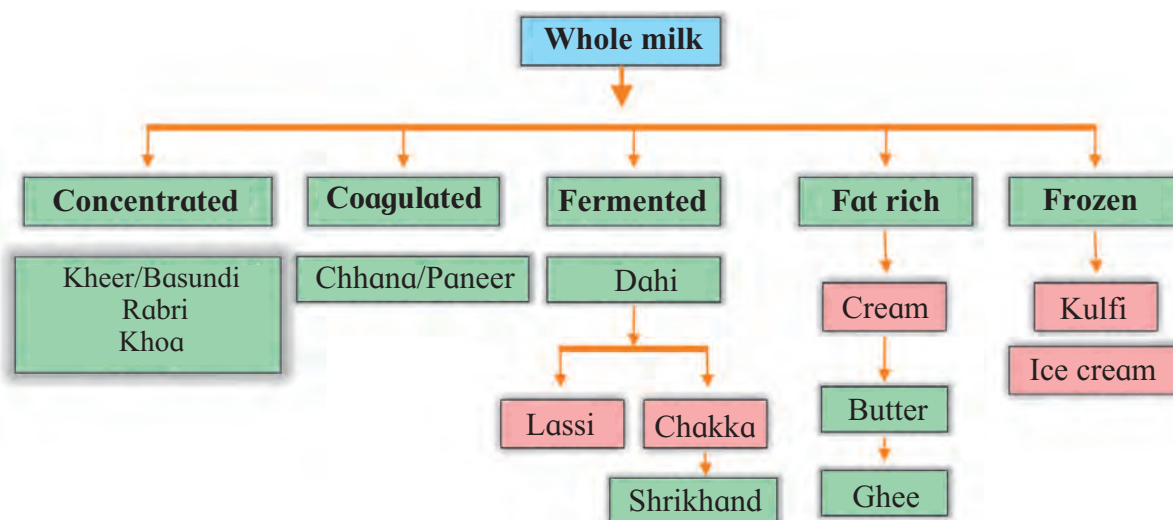 Whole milk
Concentrated
Coagulated
Fermented
Fat rich
Frozen
Kheer/Basundi
Rabri
Khoa
Chhana/Paneer
Dahi
Cream
Kulfi
Ice cream
Lassi
Chakka
Butter
Shrikhand
Ghee